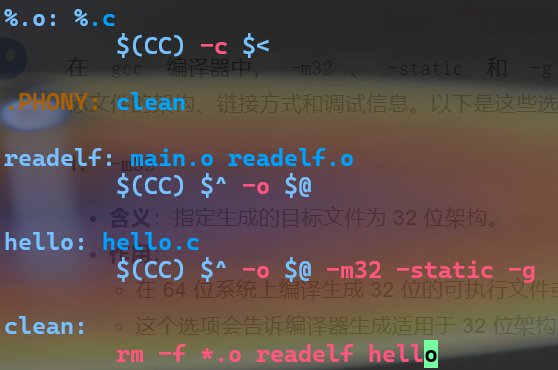 %.o: %.c
$(CC) -c $<
在 gcc 编译器中， -m32 、 -static 和 -g
.PHONY: clean
文件的架构、链接方式和调试信息。以下是这些选
readelf: main.o readelf.o
-m32
$(CC) $^ -o $@
含义：指定生成的目标文件为 32 位架构。
hello: hello.c
作用：
$(CC) $^ -o $@ -m32 -static -g
在 64 位系统上编译生成 32 位的可执行文件或
clean:
这个选项会告诉编译器生成适用于 32 位架构
rm -f *.o readelf hello